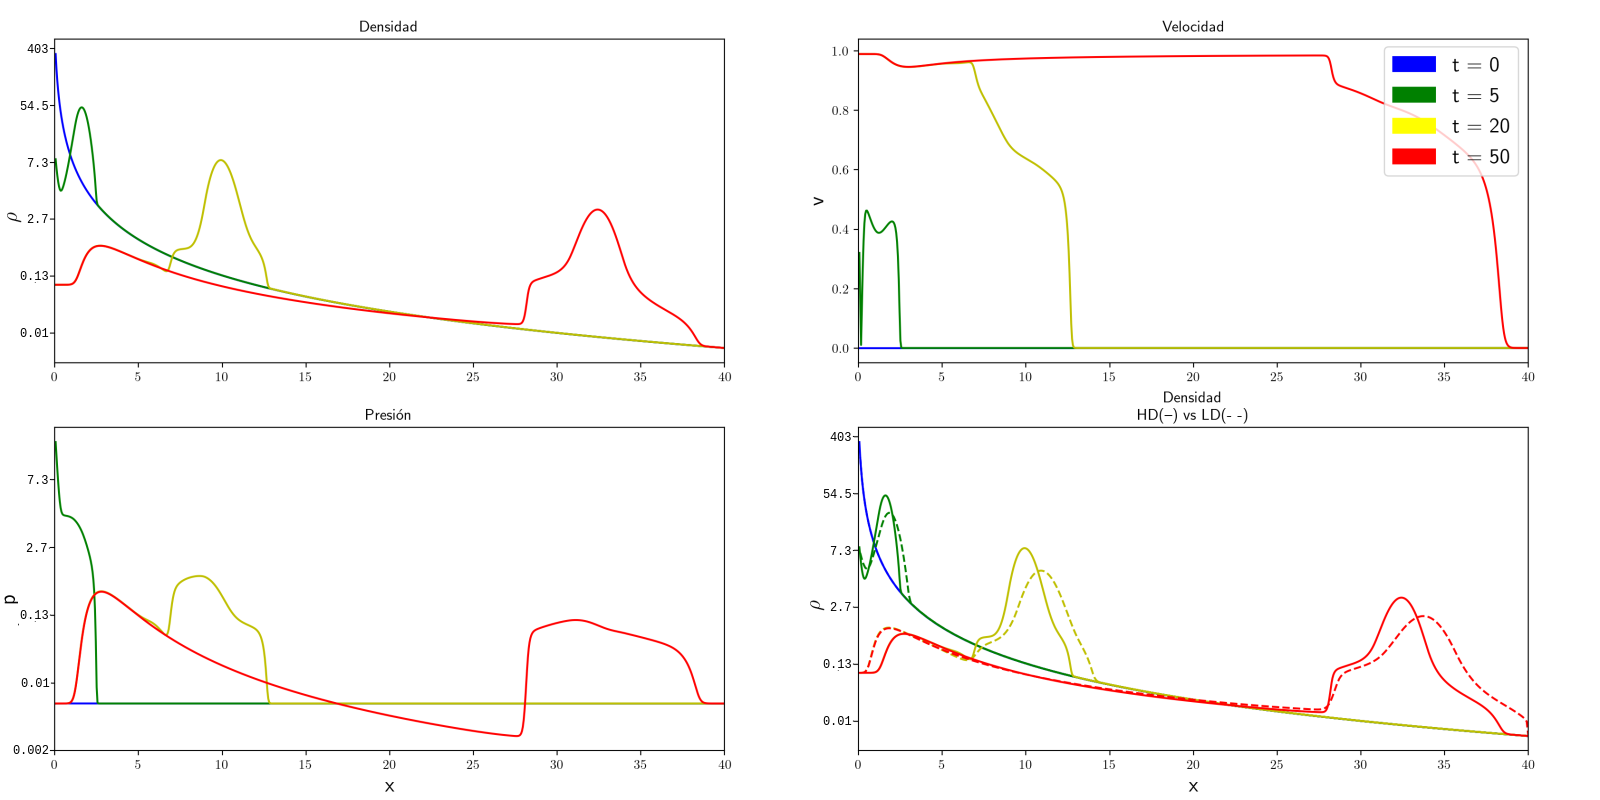 Densidad
403
54.5
7.3
2.7
0.13
0.01
ρ
0 5 10 15 20 25 30 35 40
Velocidad
1.0
0.8
0.6
0.4
0.2
0.0
v
0 5 10 15 20 25 30 35 40
t = 0
t = 5
t = 20
t = 50
Presión
7.3
2.7
0.13
0.01
0.002
p
0 5 10 15 20 25 30 35 40
x
Densidad
HD(–) vs LD(- -)
403
54.5
7.3
2.7
0.13
0.01
ρ
0 5 10 15 20 25 30 35 40
x